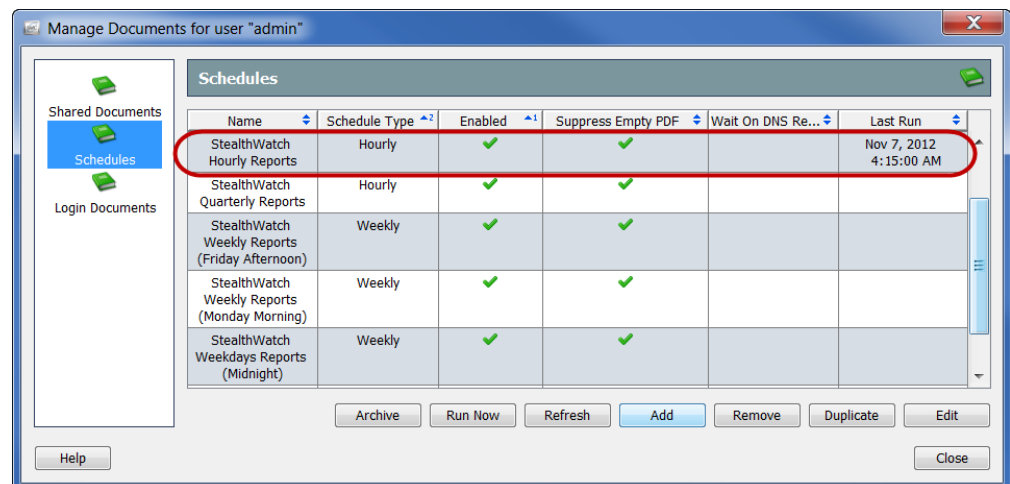 Manage Documents for user "admin"
X
Shared Documents
Schedules
Login Documents
Schedules
Name Schedule Type 2 Enabled 1 Suppress Empty PDF Wait On DNS Re... Last Run
StealthWatch
Hourly Reports
Hourly
Nov 7, 2012
4:15:00 AM
StealthWatch
Quarterly Reports
Hourly
StealthWatch
Weekly Reports
(Friday Afternoon)
Weekly
StealthWatch
Weekly Reports
(Monday Morning)
Weekly
StealthWatch
Weekdays Reports
(Midnight)
Weekly
Archive Run Now Refresh Add Remove Duplicate Edit
Help Close